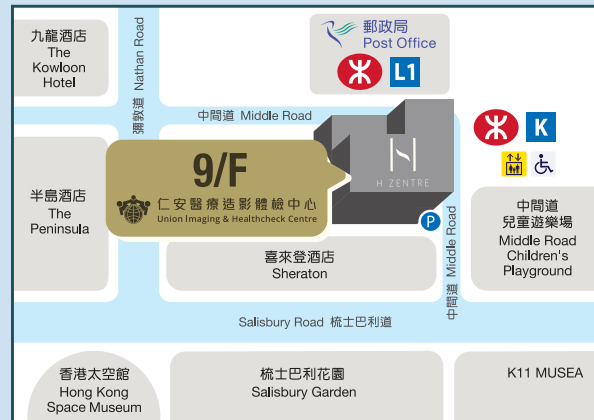 九龍酒店
The
Kowloon
Hotel
彌敦道 Nathan Road
郵政局
Post Office
L1
中間道 Middle Road
K
H ZENTRE
9/F
仁安醫療造影體檢中心
Union Imaging & Healthcheck Centre
半島酒店
The
Peninsula
P
中間道 Middle Road
中間道
兒童遊樂場
Middle Road
Children's
Playground
喜來登酒店
Sheraton
Salisbury Road 梳士巴利道
香港太空館
Hong Kong
Space Museum
梳士巴利花園
Salisbury Garden
K11 MUSEA